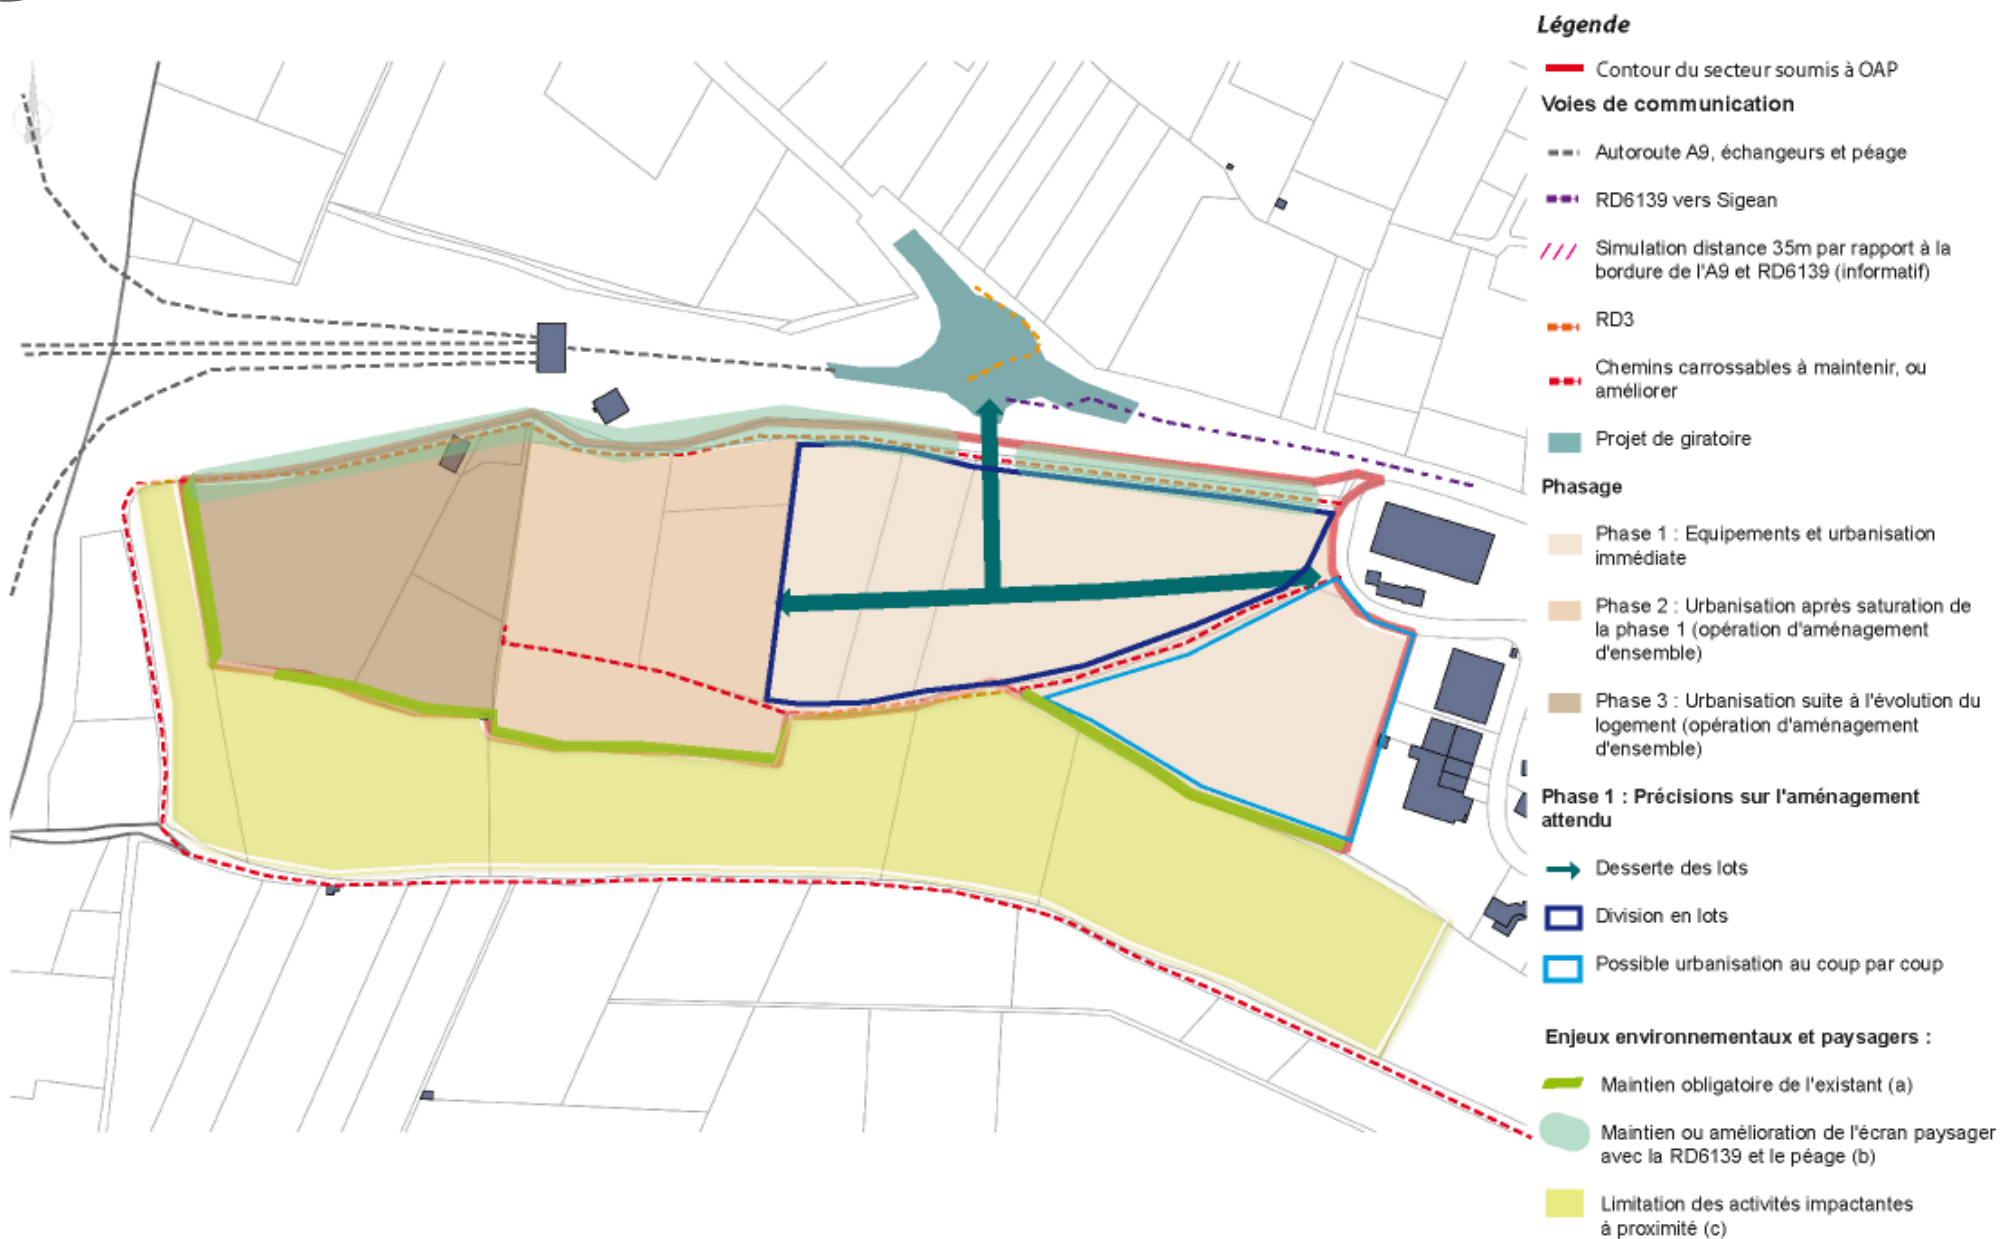 Légende
Contour du secteur soumis à OAP
Voies de communication
Autoroute A9, échangeurs et péage
RD6139 vers Sigean
Simulation distance 35m par rapport à la
bordure de l'A9 et RD6139 (informatif)
RD3
Chemins carrossables à maintenir, ou
améliorer
Projet de giratoire
Phasage
Phase 1 : Equipements et urbanisation
immédiate
Phase 2 : Urbanisation après saturation de
la phase 1 (opération d'aménagement
d'ensemble)
Phase 3 : Urbanisation suite à l'évolution du
logement (opération d'aménagement
d'ensemble)
Phase 1 : Précisions sur l'aménagement
attendu
Desserte des lots
Division en lots
Possible urbanisation au coup par coup
Enjeux environnementaux et paysagers :
Maintien obligatoire de l'existant (a)
Maintien ou amélioration de l'écran paysager
avec la RD6139 et le péage (b)
Limitation des activités impactantes
à proximité (c)